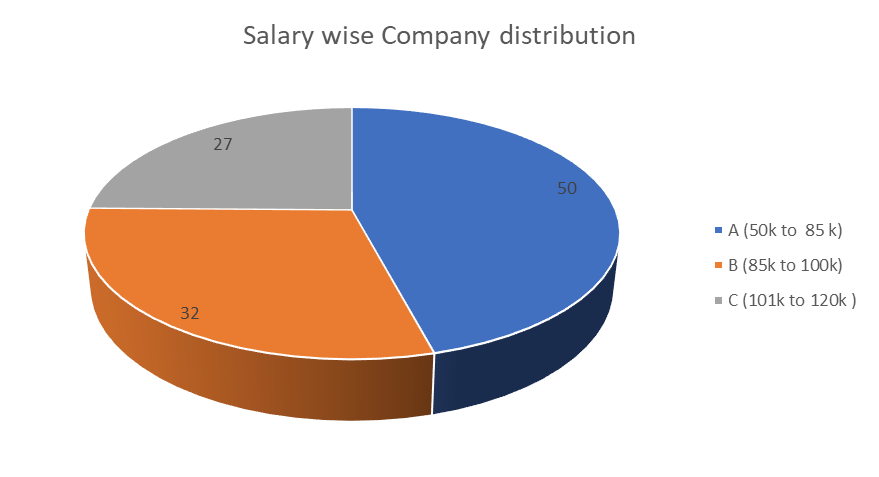 Salary wise Company distribution
27
50
32
A (50k to  85 k)
B (85k to 100k)
C (101k to 120k )